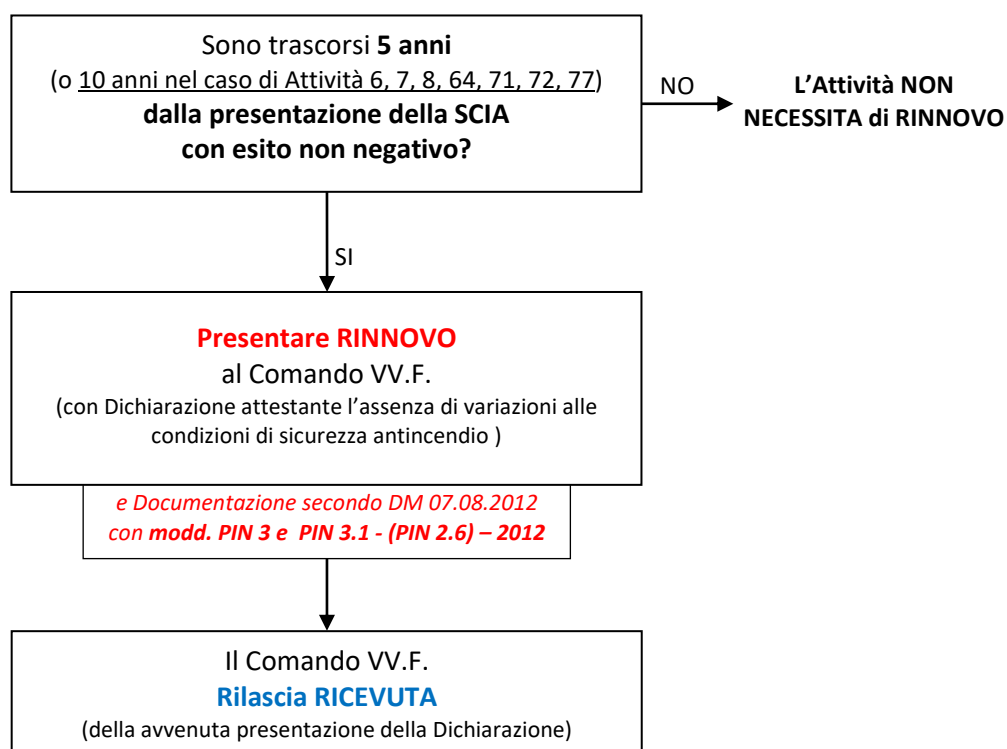 Sono trascorsi 5 anni
(o 10 anni nel caso di Attività 6, 7, 8, 64, 71, 72, 77)
dalla presentazione della SCIA
con esito non negativo?
NO
L'Attività NON
NECESSITA di RINNOVO
SI
Presentare RINNOVO
al Comando VV.F.
(con Dichiarazione attestante l'assenza di variazioni alle
condizioni di sicurezza antincendio )
e Documentazione secondo DM 07.08.2012
con modd. PIN 3 e PIN 3.1 - (PIN 2.6) – 2012
Il Comando VV.F.
Rilascia RICEVUTA
(della avvenuta presentazione della Dichiarazione)